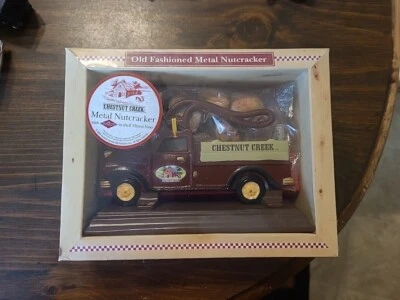 Old Fashioned Metal Nutcracker
CHESTNUT CREEK
Metal Nutcracker
CHESTNUT CREEK